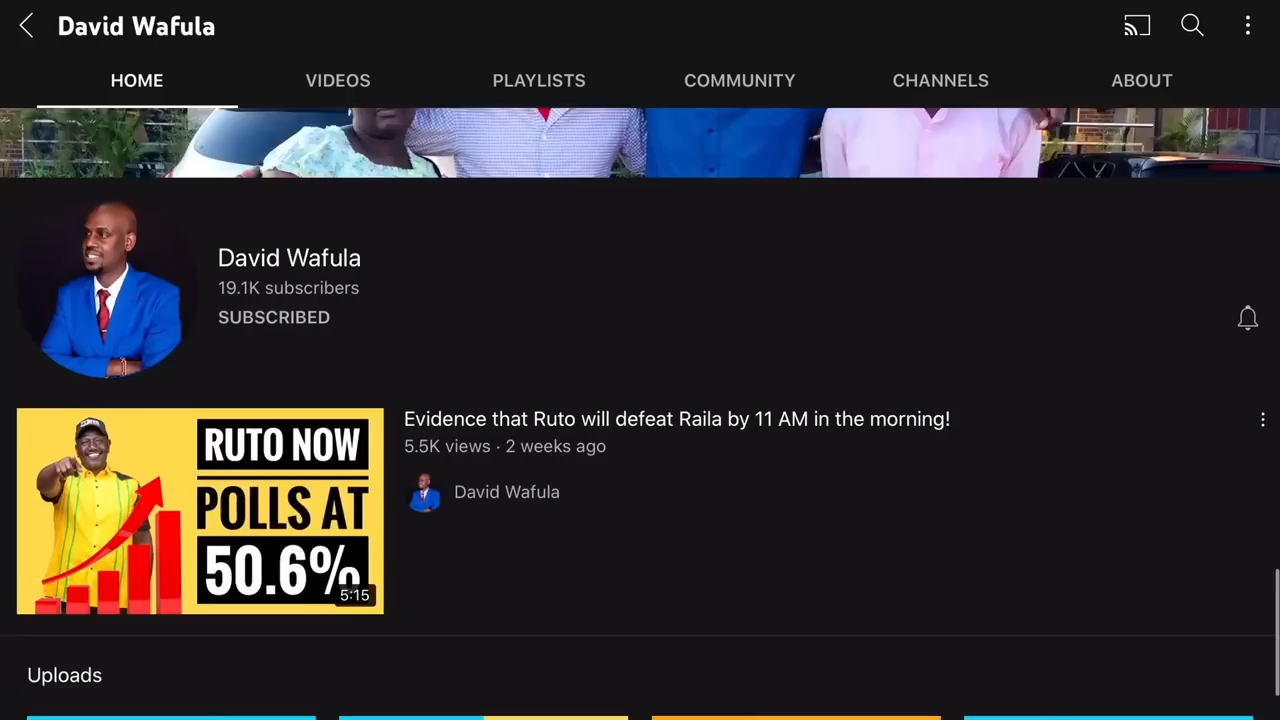 David Wafula
HOME VIDEOS PLAYLISTS COMMUNITY CHANNELS ABOUT
David Wafula
19.1K subscribers
SUBSCRIBED
RUTO NOW
POLLS AT
50.6%
5:15
Evidence that Ruto will defeat Raila by 11 AM in the morning!
5.5K views · 2 weeks ago
David Wafula
Uploads